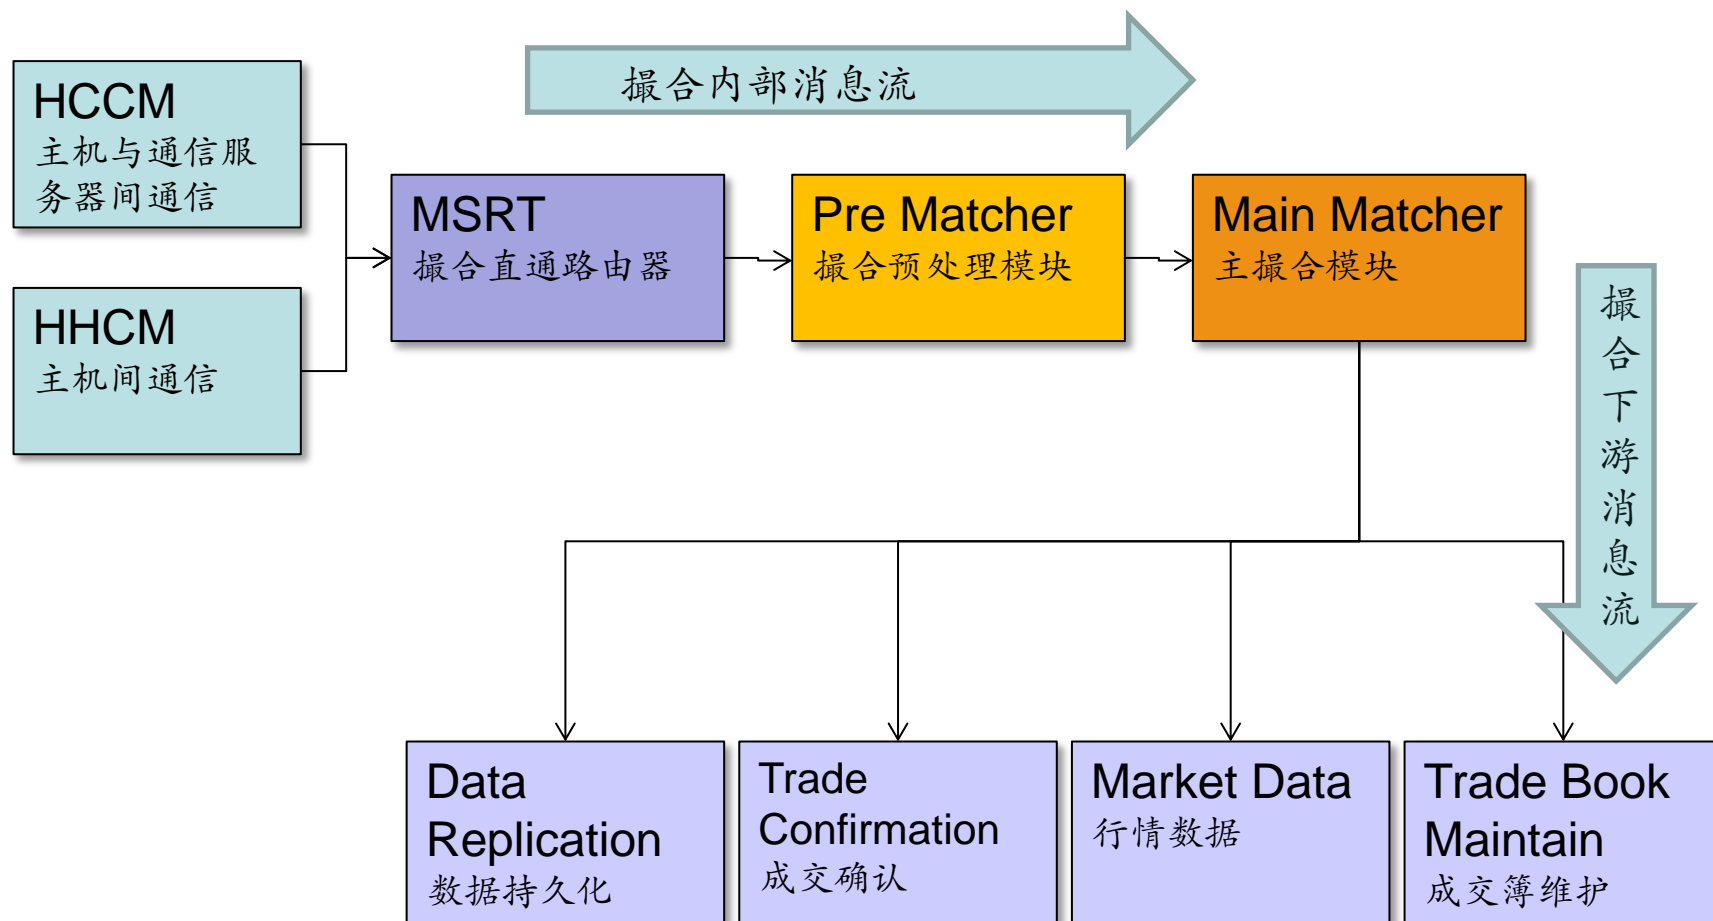 撮合内部消息流
HCCM
主机与通信服
务器间通信
MSRT
撮合直通路由器
Pre Matcher
撮合预处理模块
Main Matcher
主撮合模块
HHCM
主机间通信
撮
合
下
游
消
息
流
Data
Replication
数据持久化
Trade
Confirmation
成交确认
Market Data
行情数据
Trade Book
Maintain
成交簿维护